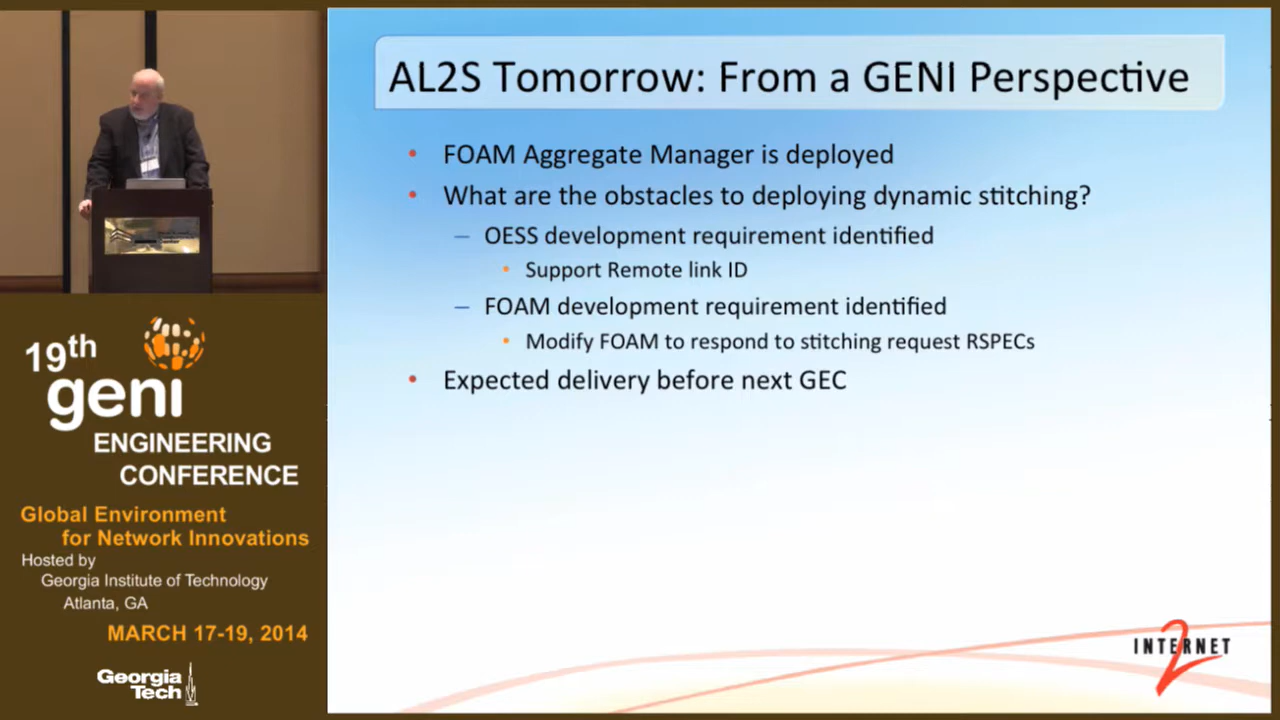 AL2S Tomorrow: From a GENI Perspective
• FOAM Aggregate Manager is deployed
• What are the obstacles to deploying dynamic stitching?
– OESS development requirement identified
• Support Remote link ID
– FOAM development requirement identified
• Modify FOAM to respond to stitching request RSPECs
• Expected delivery before next GEC
INTERNET 2
19th
geni
ENGINEERING
CONFERENCE
Global Environment
for Network Innovations
Hosted by
Georgia Institute of Technology
Atlanta, GA
MARCH 17-19, 2014
Georgia
Tech